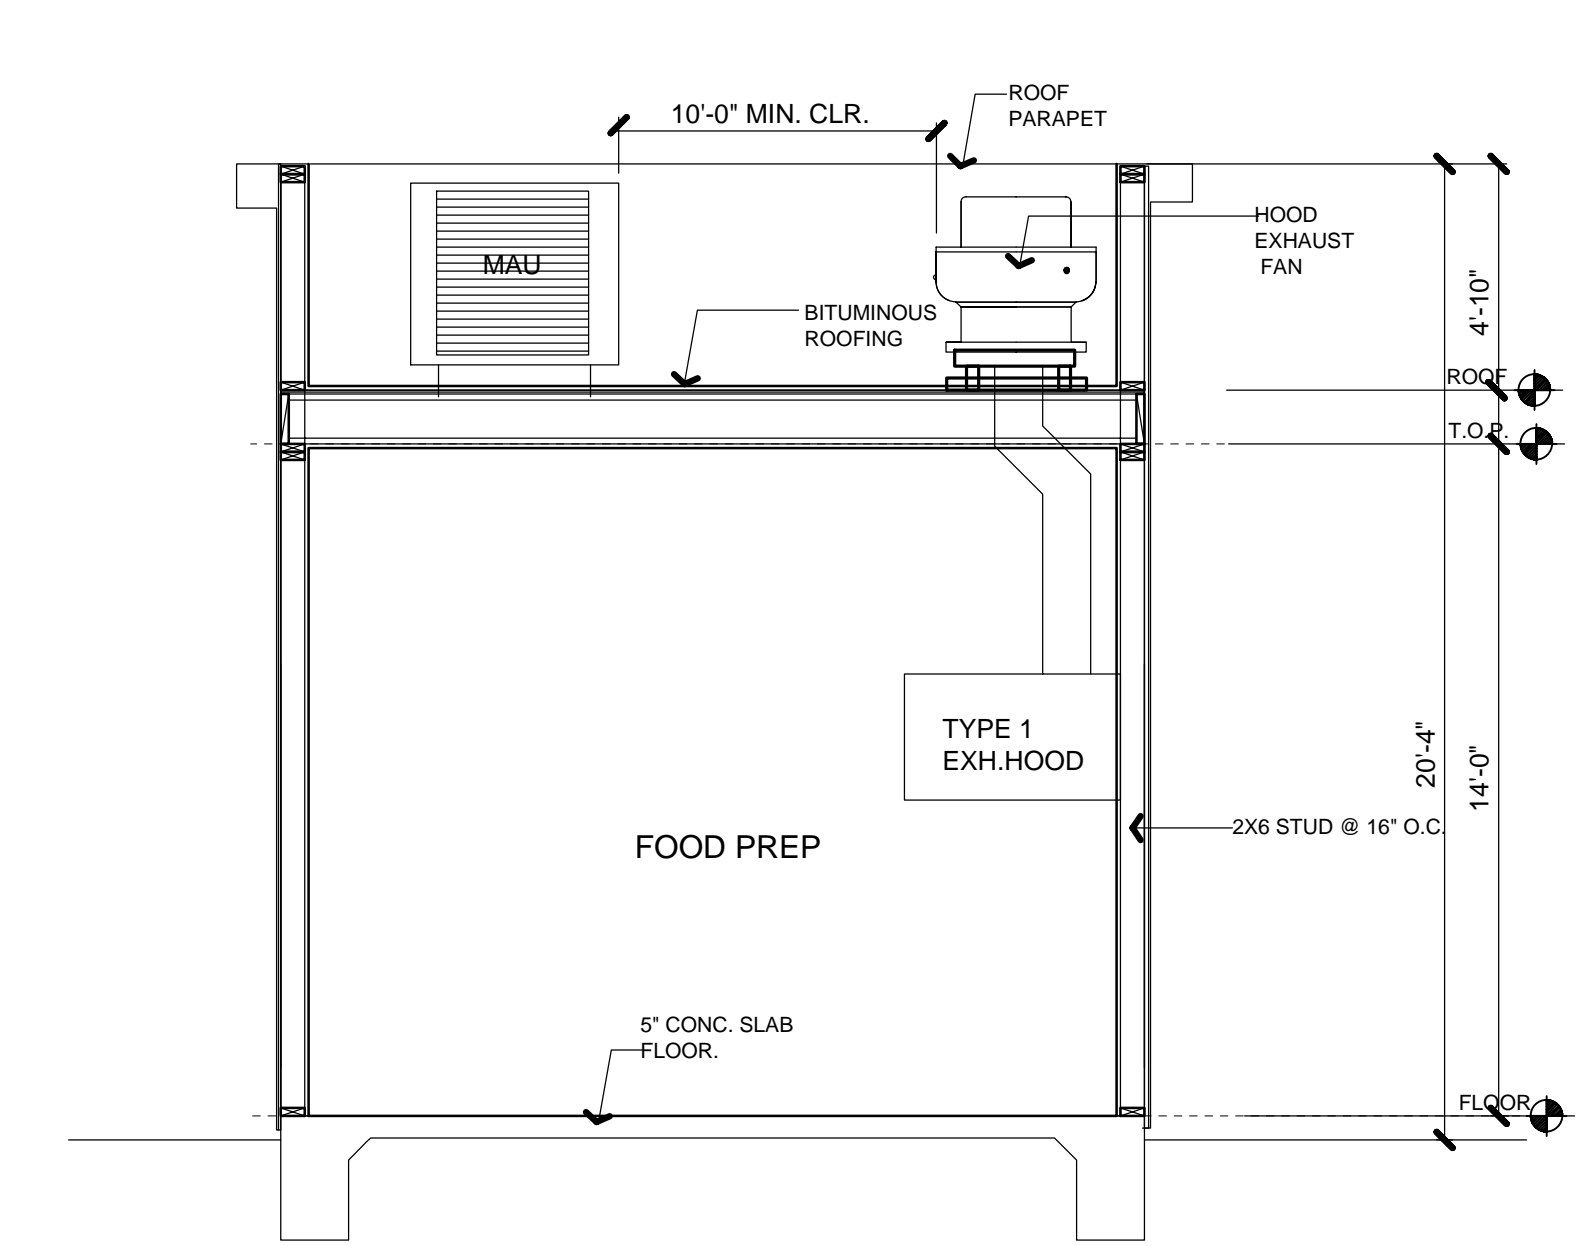 ROOF
PARAPET
10'-0" MIN. CLR.
HOOD
EXHAUST
FAN
MAU
BITUMINOUS
ROOFING
4'-10"
ROOF
T.O.P.
TYPE 1
EXH.HOOD
20'-4"
14'-0"
2X6 STUD @ 16" O.C.
FOOD PREP
5" CONC. SLAB
FLOOR.
FLOOR